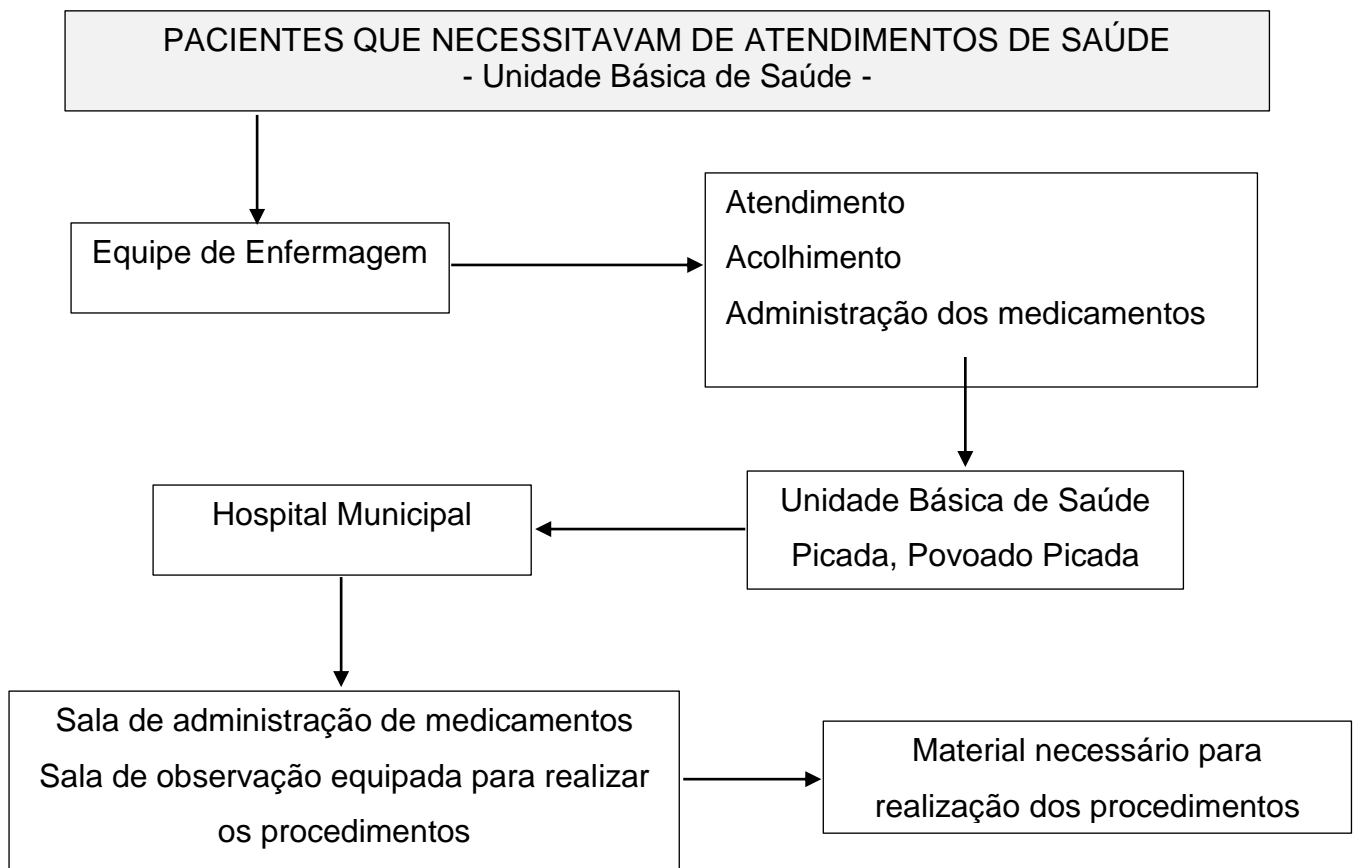 PACIENTES QUE NECESSITAVAM DE ATENDIMENTOS DE SAÚDE
- Unidade Básica de Saúde -
Equipe de Enfermagem
Atendimento
Acolhimento
Administração dos medicamentos
Hospital Municipal
Unidade Básica de Saúde
Picada, Povoado Picada
Sala de administração de medicamentos
Sala de observação equipada para realizar
os procedimentos
Material necessário para
realização dos procedimentos